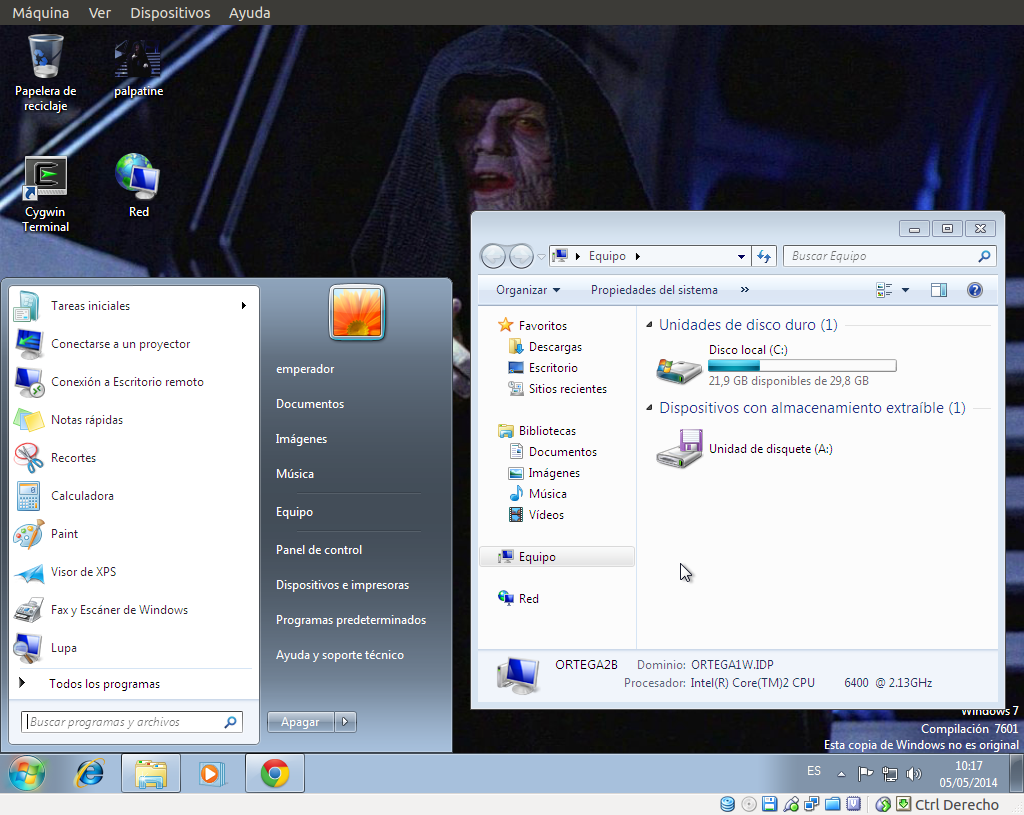 Máquina Ver Dispositivos Ayuda
Papelera de
reciclaje
palpatine
Cygwin
Terminal
Red
Tareas iniciales
Conectarse a un proyector
Conexión a Escritorio remoto
Notas rápidas
Recortes
Calculadora
Paint
Visor de XPS
Fax y Escáner de Windows
Lupa
Todos los programas
Buscar programas y archivos
emperador
Documentos
Imágenes
Música
Equipo
Panel de control
Dispositivos e impresoras
Programas predeterminados
Ayuda y soporte técnico
Apagar
Equipo
Buscar Equipo
Organizar
Propiedades del sistema
»
Favoritos
Descargas
Escritorio
Sitios recientes
Bibliotecas
Documentos
Imágenes
Música
Vídeos
Equipo
Red
Unidades de disco duro (1)
Disco local (C:)
21,9 GB disponibles de 29,8 GB
Dispositivos con almacenamiento extraíble (1)
Unidad de disquete (A:)
ORTEGA2B Dominio: ORTEGA1W.IDP
Procesador: Intel(R) Core(TM)2 CPU 6400 @ 2.13GHz
Windows 7
Compilación 7601
Esta copia de Windows no es original
ES
10:17
05/05/2014
Ctrl Derecho